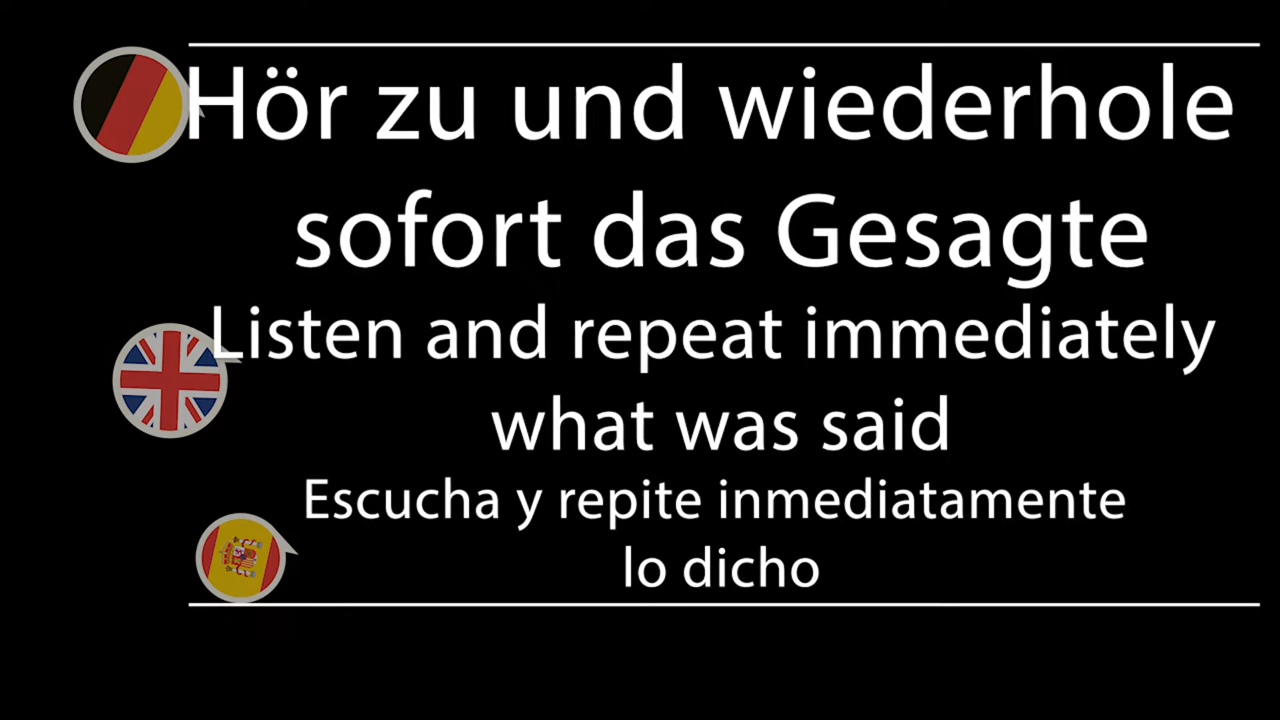 Hör zu und wiederhole
sofort das Gesagte
Listen and repeat immediately
what was said
Escucha y repite inmediatamente
lo dicho